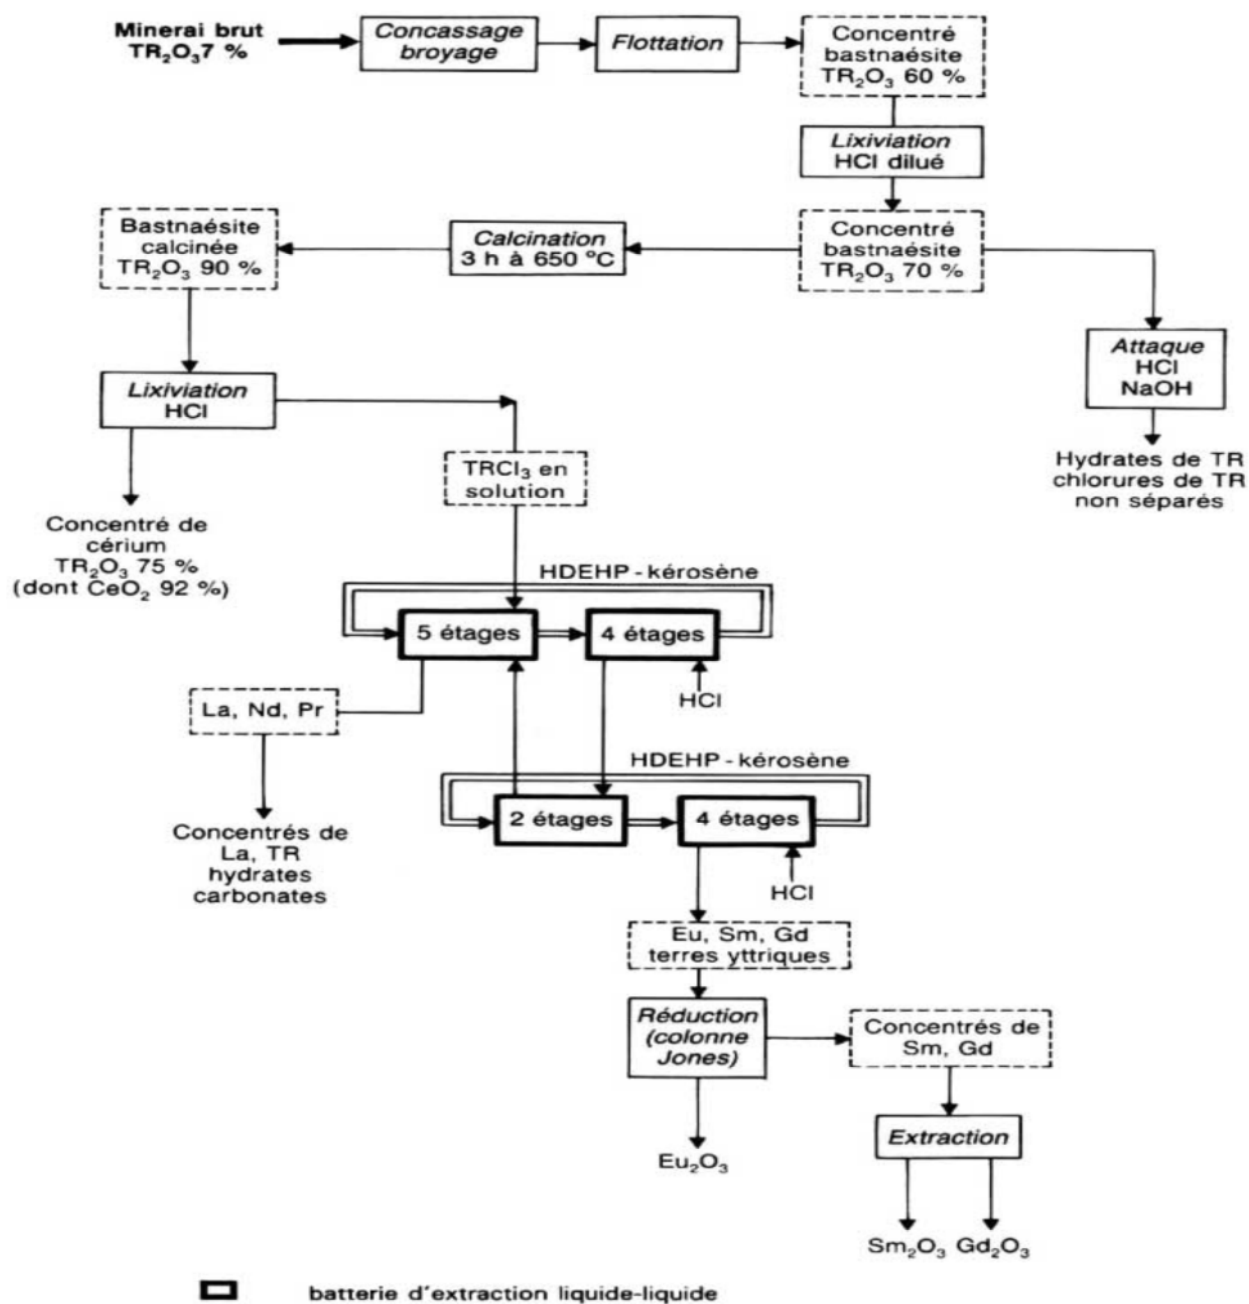 Minerai brut
TR₂O₃7 %
Concassage
broyage
Flottation
Concentré
bastnaésite
TR₂O₃ 60 %
Lixiviation
HCl dilué
Bastnaésite
calcinée
TR₂O₃ 90 %
Calcination
3 h à 650 °C
Concentré
bastnaésite
TR₂O₃ 70 %
Attaque
HCl
NaOH
Lixiviation
HCl
TRCl₃ en
solution
Hydrates de TR
chlorures de TR
non séparés
Concentré de
cérium
TR₂O₃ 75 %
(dont CeO₂ 92 %)
HDEHP - kérosène
5 étages
4 étages
HCl
La, Nd, Pr
HDEHP - kérosène
2 étages
4 étages
HCl
Concentrés de
La, TR
hydrates
carbonates
Eu, Sm, Gd
terres yttriques
Réduction
(colonne
Jones)
Concentrés de
Sm, Gd
Extraction
Eu₂O₃
Sm₂O₃ Gd₂O₃
batterie d'extraction liquide-liquide